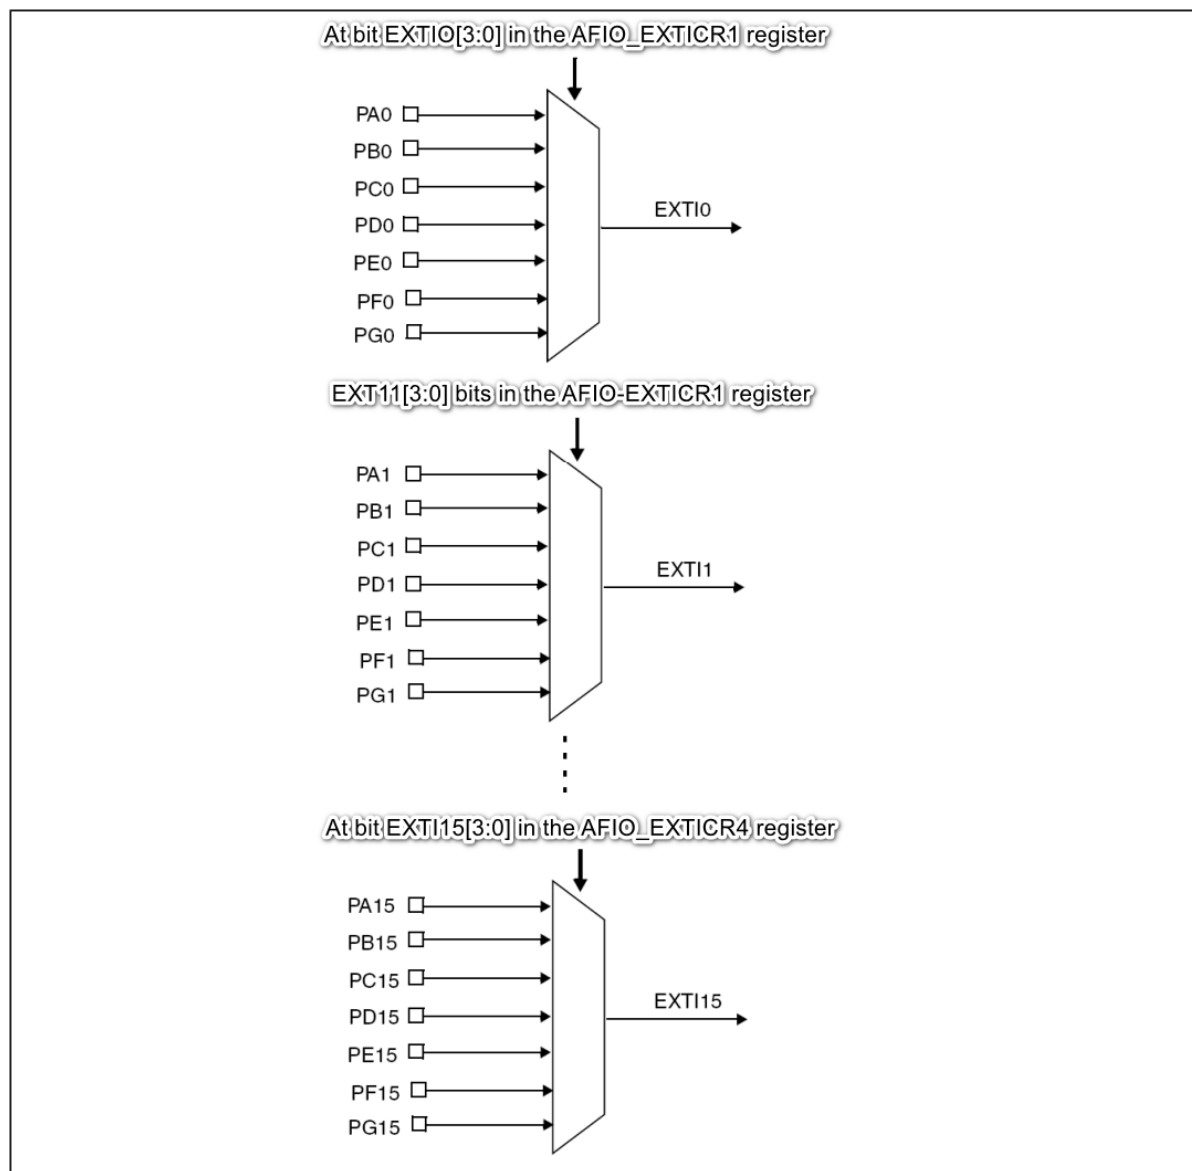 At bit EXTIO[3:0] in the AFIO_EXTICR1 register
PA0
PB0
PC0
PD0
EXTI0
PE0
PF0
PG0
EXT11[3:0] bits in the AFIO-EXTICR1 register
PA1
PB1
PC1
PD1
EXTI1
PE1
PF1
PG1
At bit EXTI15[3:0] in the AFIO_EXTICR4 register
PA15
PB15
PC15
PD15
EXTI15
PE15
PF15
PG15